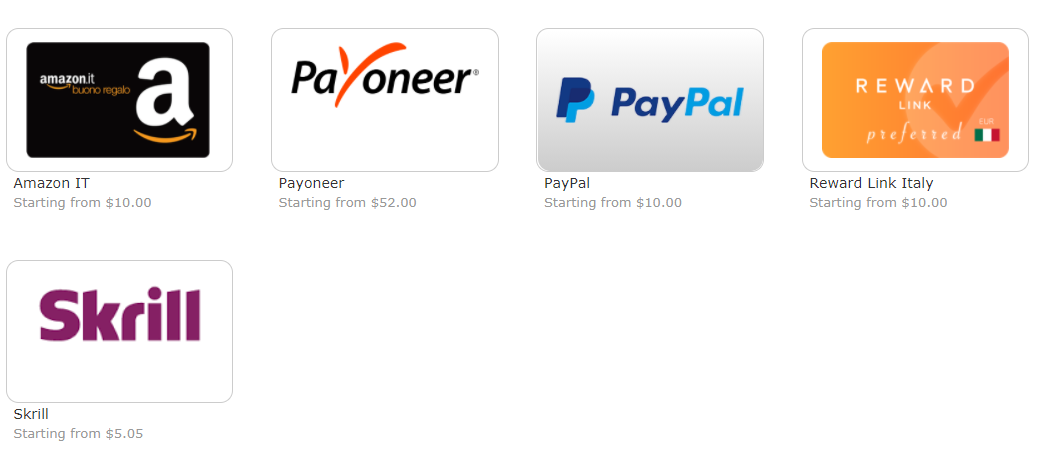 amazon.it
buono regalo
a
Amazon IT
Starting from $10.00
Payoneer®
Payoneer
Starting from $52.00
PayPal
PayPal
Starting from $10.00
REWARD
LINK
preferred
EUR
Reward Link Italy
Starting from $10.00
Skrill
Skrill
Starting from $5.05